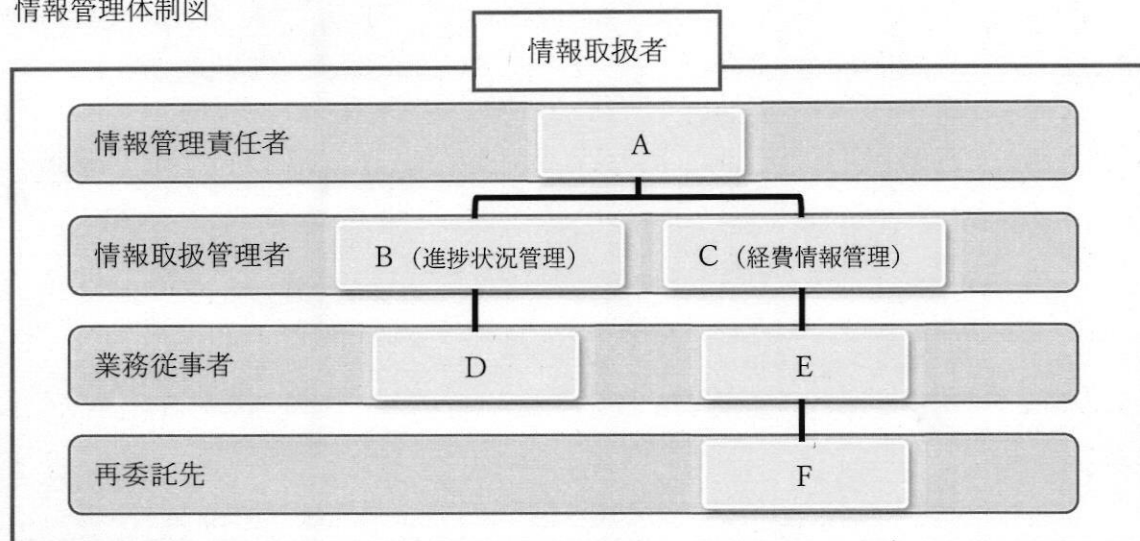 情報管理体制図
情報取扱者
情報管理責任者
A
情報取扱管理者
B（進捗状況管理）
C（経費情報管理）
業務従事者
D
E
再委託先
F